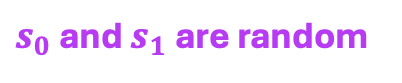 s₀ and s₁ are random